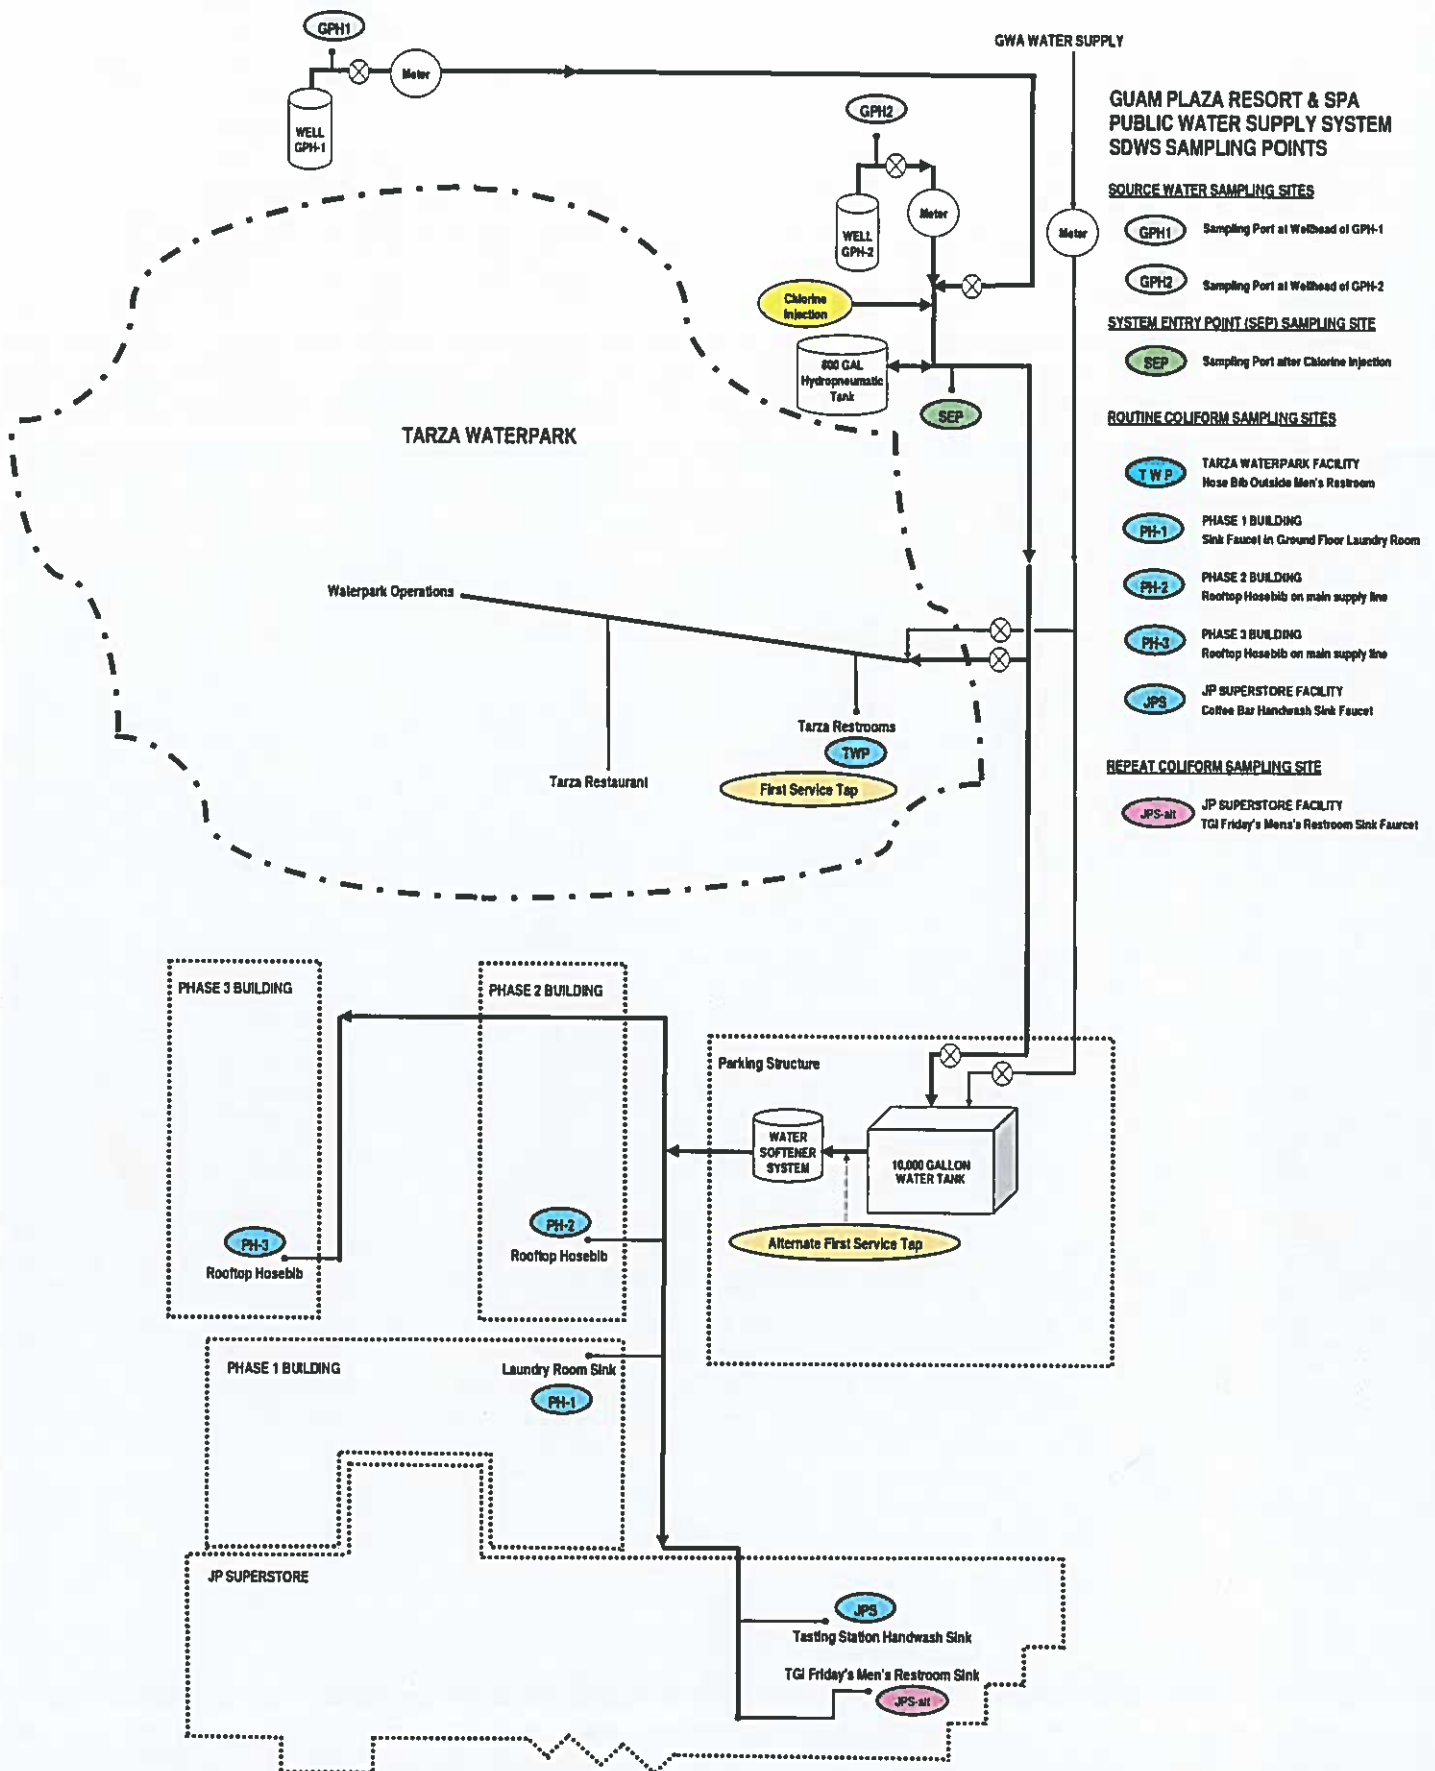 GPH1
Meter
WELL
GPH-1
GWA WATER SUPPLY
GPH2
Meter
WELL
GPH-2
Meter
Chlorine
Injection
800 GAL
Hydropneumatic
Tank
SEP
GUAM PLAZA RESORT & SPA
PUBLIC WATER SUPPLY SYSTEM
SDWS SAMPLING POINTS
SOURCE WATER SAMPLING SITES
GPH1 Sampling Port at Wellhead of GPH-1
GPH2 Sampling Port at Wellhead of GPH-2
SYSTEM ENTRY POINT (SEP) SAMPLING SITE
SEP Sampling Port after Chlorine Injection
ROUTINE COLIFORM SAMPLING SITES
TWP TARZA WATERPARK FACILITY
Hose Bib Outside Men's Restroom
PH-1 PHASE 1 BUILDING
Sink Faucet in Ground Floor Laundry Room
PH-2 PHASE 2 BUILDING
Rooftop Hosebib on main supply line
PH-3 PHASE 3 BUILDING
Rooftop Hosebib on main supply line
JPS JP SUPERSTORE FACILITY
Coffee Bar Handwash Sink Faucet
REPEAT COLIFORM SAMPLING SITE
JPS-alt JP SUPERSTORE FACILITY
TGI Friday's Mens's Restroom Sink Faurcet
TARZA WATERPARK
Waterpark Operations
Tarza Restrooms
TWP
Tarza Restaurant
First Service Tap
PHASE 3 BUILDING
PHASE 2 BUILDING
Parking Structure
WATER
SOFTENER
SYSTEM
10,000 GALLON
WATER TANK
Alternate First Service Tap
PH-3
Rooftop Hosebib
PH-2
Rooftop Hosebib
PHASE 1 BUILDING
Laundry Room Sink
PH-1
JP SUPERSTORE
JPS
Tasting Station Handwash Sink
TGI Friday's Men's Restroom Sink
JPS-alt